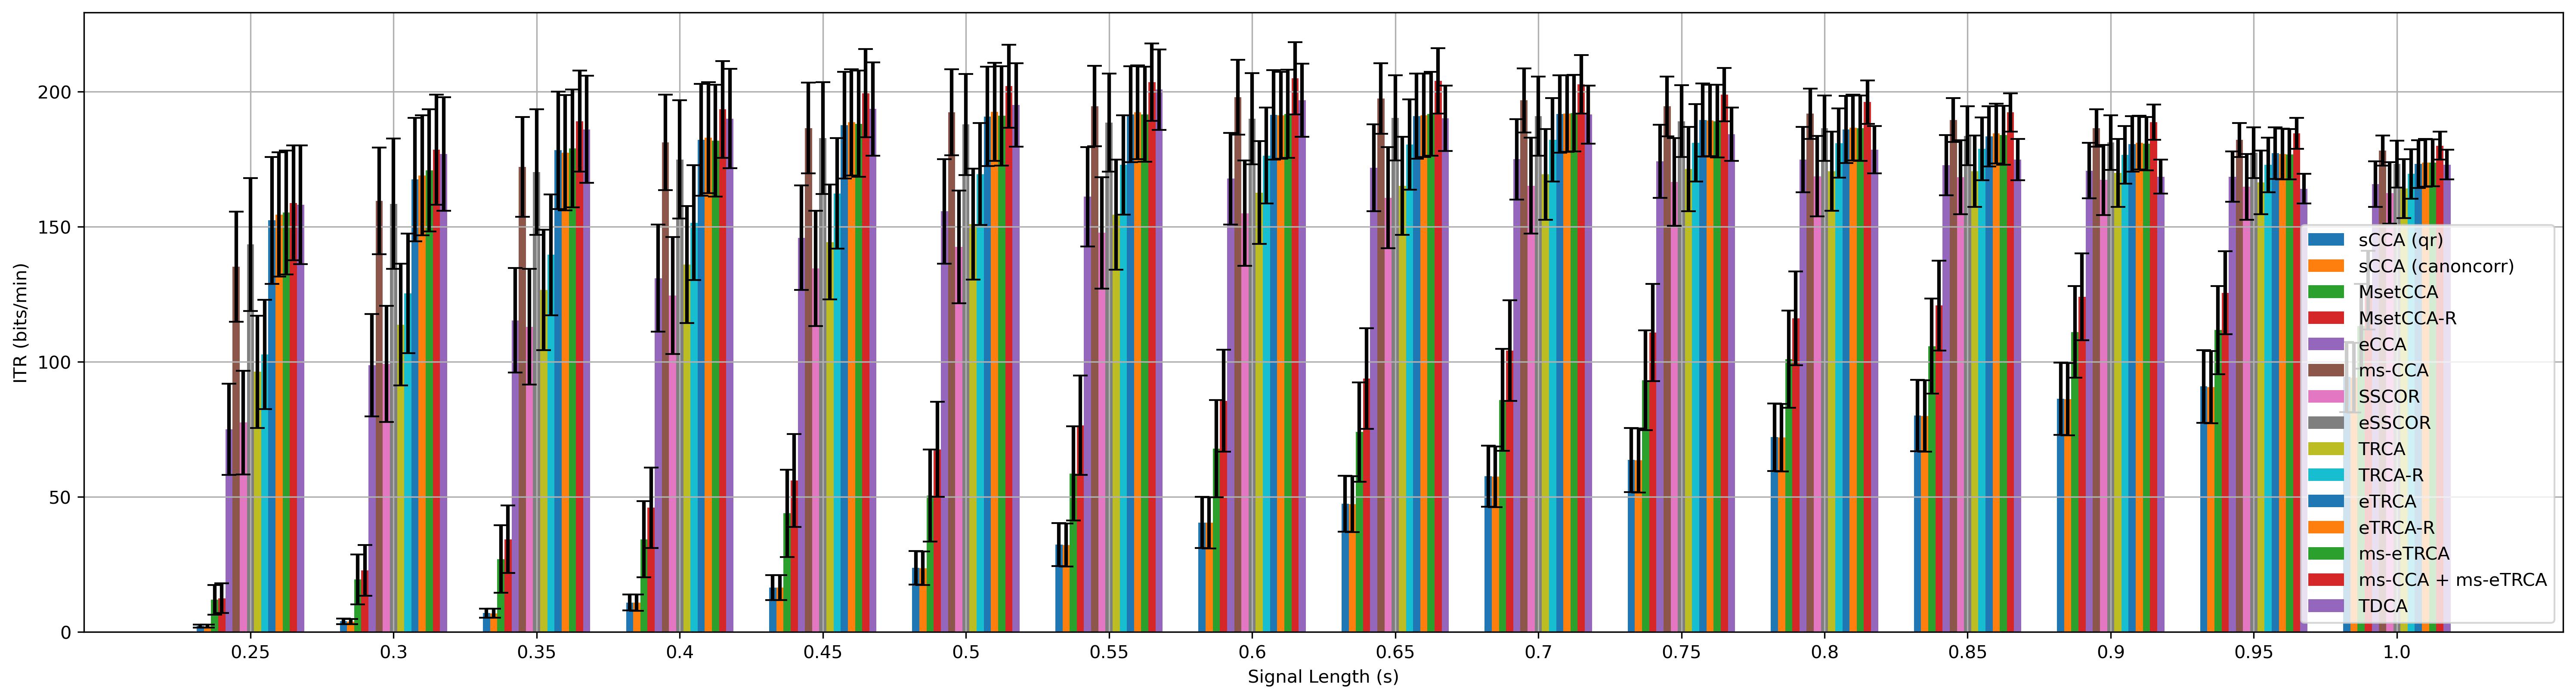 ITR (bits/min)
200
150
100
50
0
0.25 0.3 0.35 0.4 0.45 0.5 0.55 0.6 0.65 0.7 0.75 0.8 0.85 0.9 0.95 1.0
Signal Length (s)
sCCA (qr)
sCCA (canoncorr)
MsetCCA
MsetCCA-R
eCCA
ms-CCA
SSCOR
eSSCOR
TRCA
TRCA-R
eTRCA
eTRCA-R
ms-eTRCA
ms-CCA + ms-eTRCA
TDCA